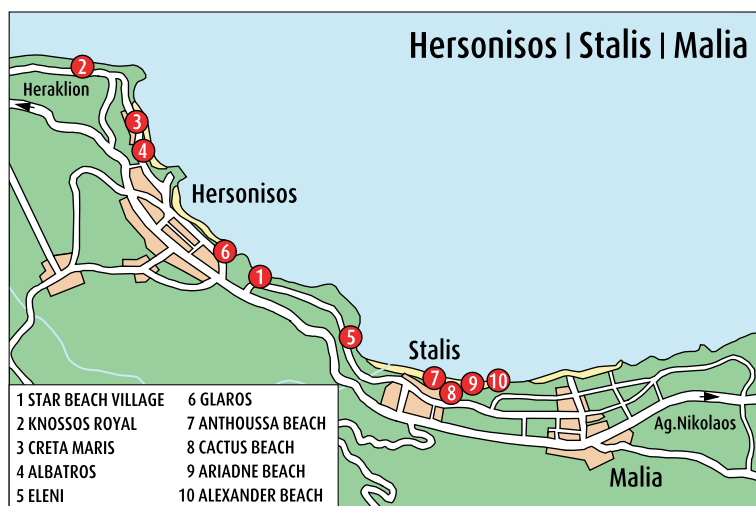 Hersonisos | Stalis | Malia
2
Heraklion
3
4
Hersonisos
6
1
5
Stalis
7
8
9
10
Ag.Nikolaos
Malia
1 STAR BEACH VILLAGE
2 KNOSSOS ROYAL
3 CRETA MARIS
4 ALBATROS
5 ELENI
6 GLAROS
7 ANTHOUSSA BEACH
8 CACTUS BEACH
9 ARIADNE BEACH
10 ALEXANDER BEACH